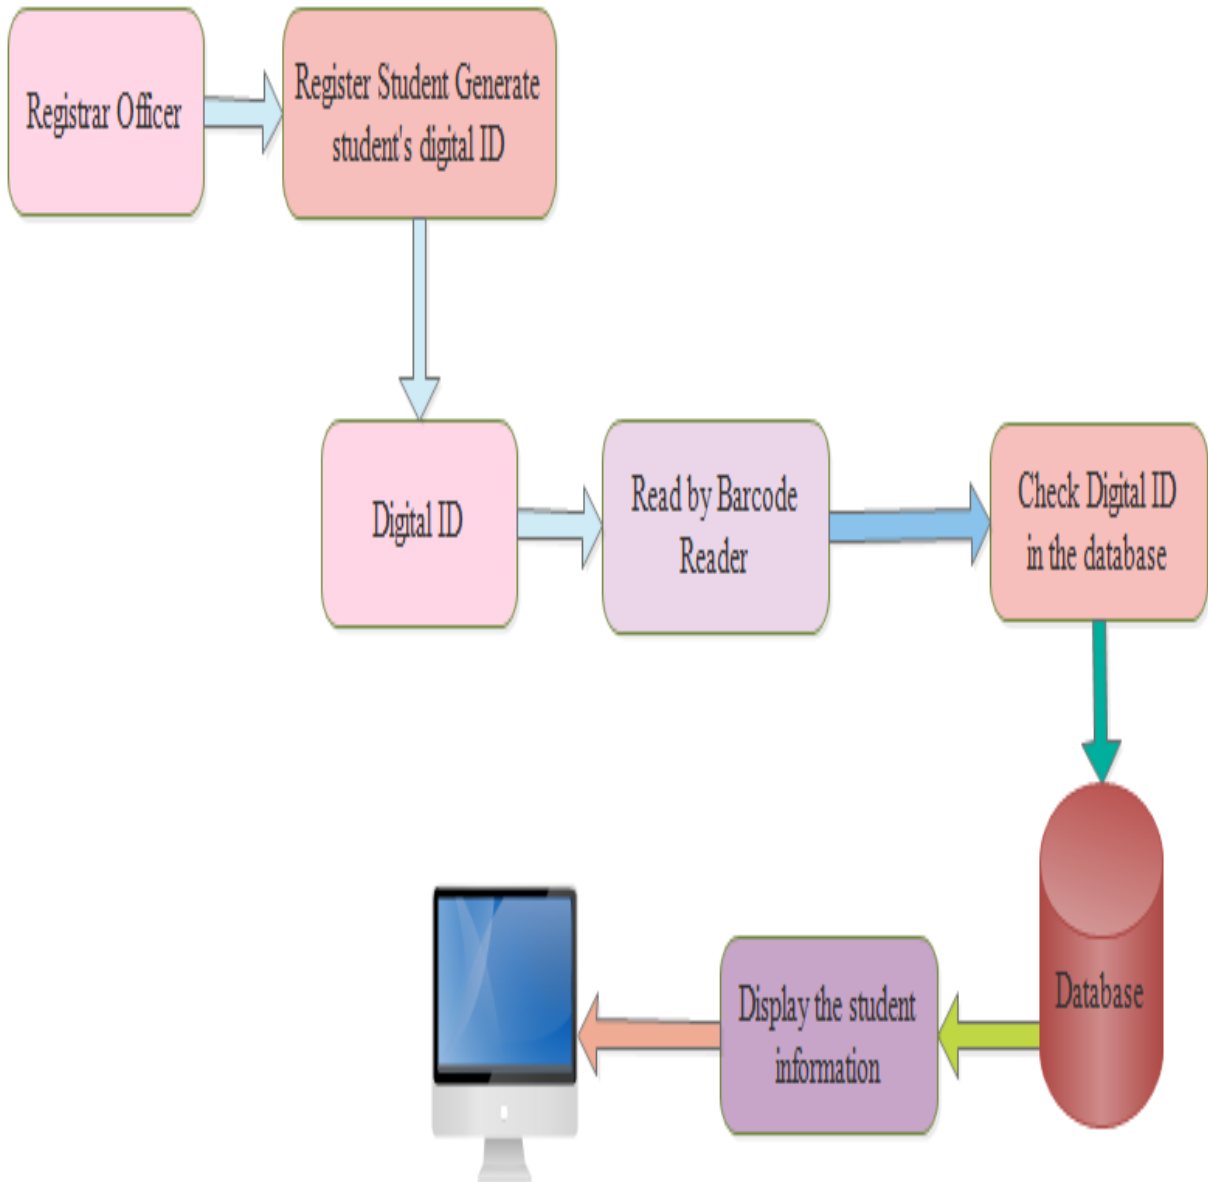 Registrar Officer
Register Student Generate
student's digital ID
Digital ID
Read by Barcode
Reader
Check Digital ID
in the database
Database
Display the student
information